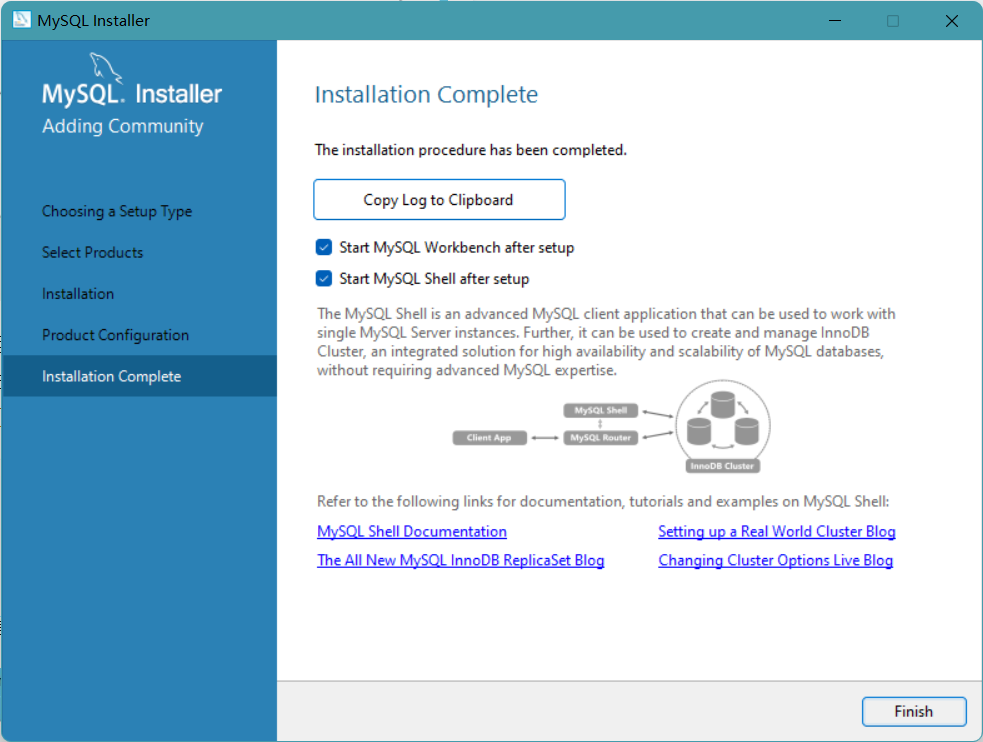 MySQL Installer
MySQL. Installer
Adding Community
Choosing a Setup Type
Select Products
Installation
Product Configuration
Installation Complete
Installation Complete
The installation procedure has been completed.
Copy Log to Clipboard
Start MySQL Workbench after setup
Start MySQL Shell after setup
The MySQL Shell is an advanced MySQL client application that can be used to work with
single MySQL Server instances. Further, it can be used to create and manage InnoDB
Cluster, an integrated solution for high availability and scalability of MySQL databases,
without requiring advanced MySQL expertise.
MySQL Shell
Client App
MySQL Router
InnoDB Cluster
Refer to the following links for documentation, tutorials and examples on MySQL Shell:
MySQL Shell Documentation
Setting up a Real World Cluster Blog
The All New MySQL InnoDB ReplicaSet Blog
Changing Cluster Options Live Blog
Finish